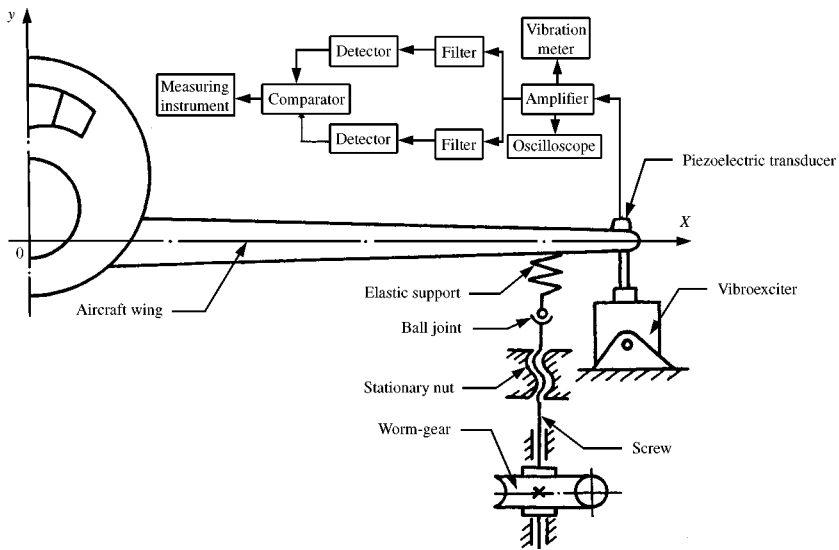 y
Vibration
meter
Detector
Filter
Measuring
instrument
Comparator
Amplifier
Detector
Filter
Oscilloscope
Piezoelectric transducer
X
0
Elastic support
Vibroexciter
Aircraft wing
Ball joint
Stationary nut
Worm-gear
Screw